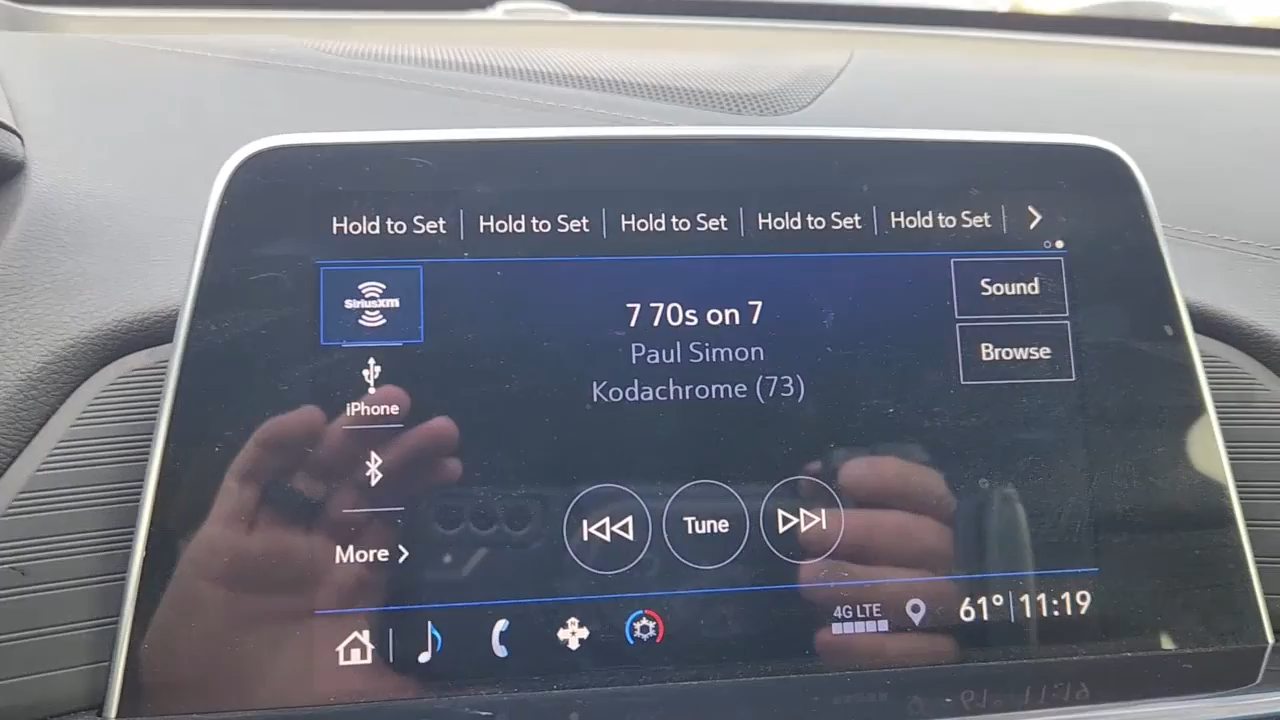 Hold to Set Hold to Set Hold to Set Hold to Set Hold to Set
SiriusXM
Sound
7 70s on 7
Paul Simon
Browse
Kodachrome (73)
iPhone
Tune
More
4G LTE
61° 11:19